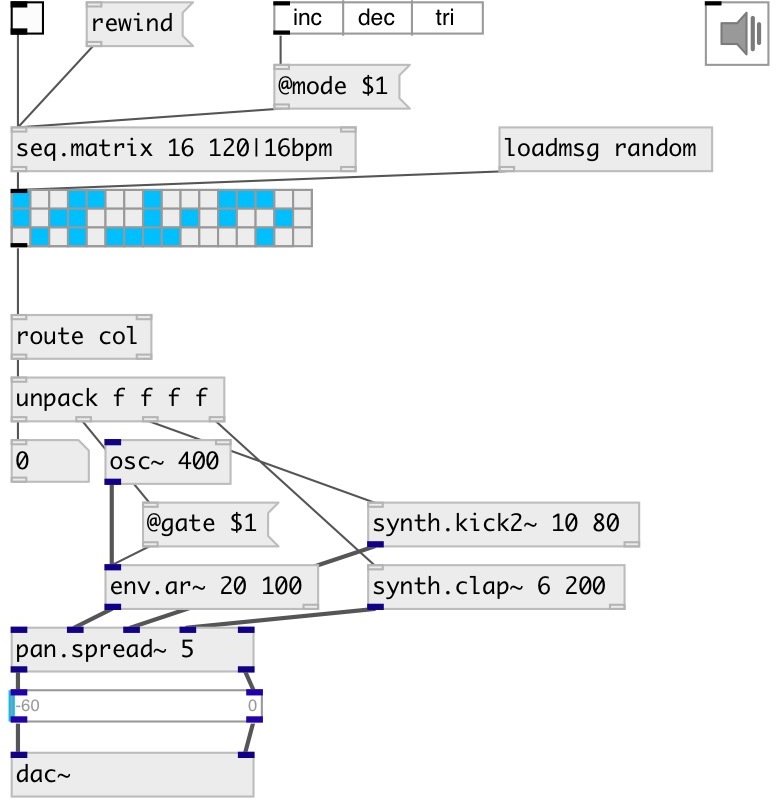 rewind
inc dec tri
@mode $1
seq.matrix 16 120|16bpm
loadmsg random
route col
unpack f f f f
0
osc~ 400
@gate $1
synth.kick2~ 10 80
env.ar~ 20 100
synth.clap~ 6 200
pan.spread~ 5
-60 0
dac~